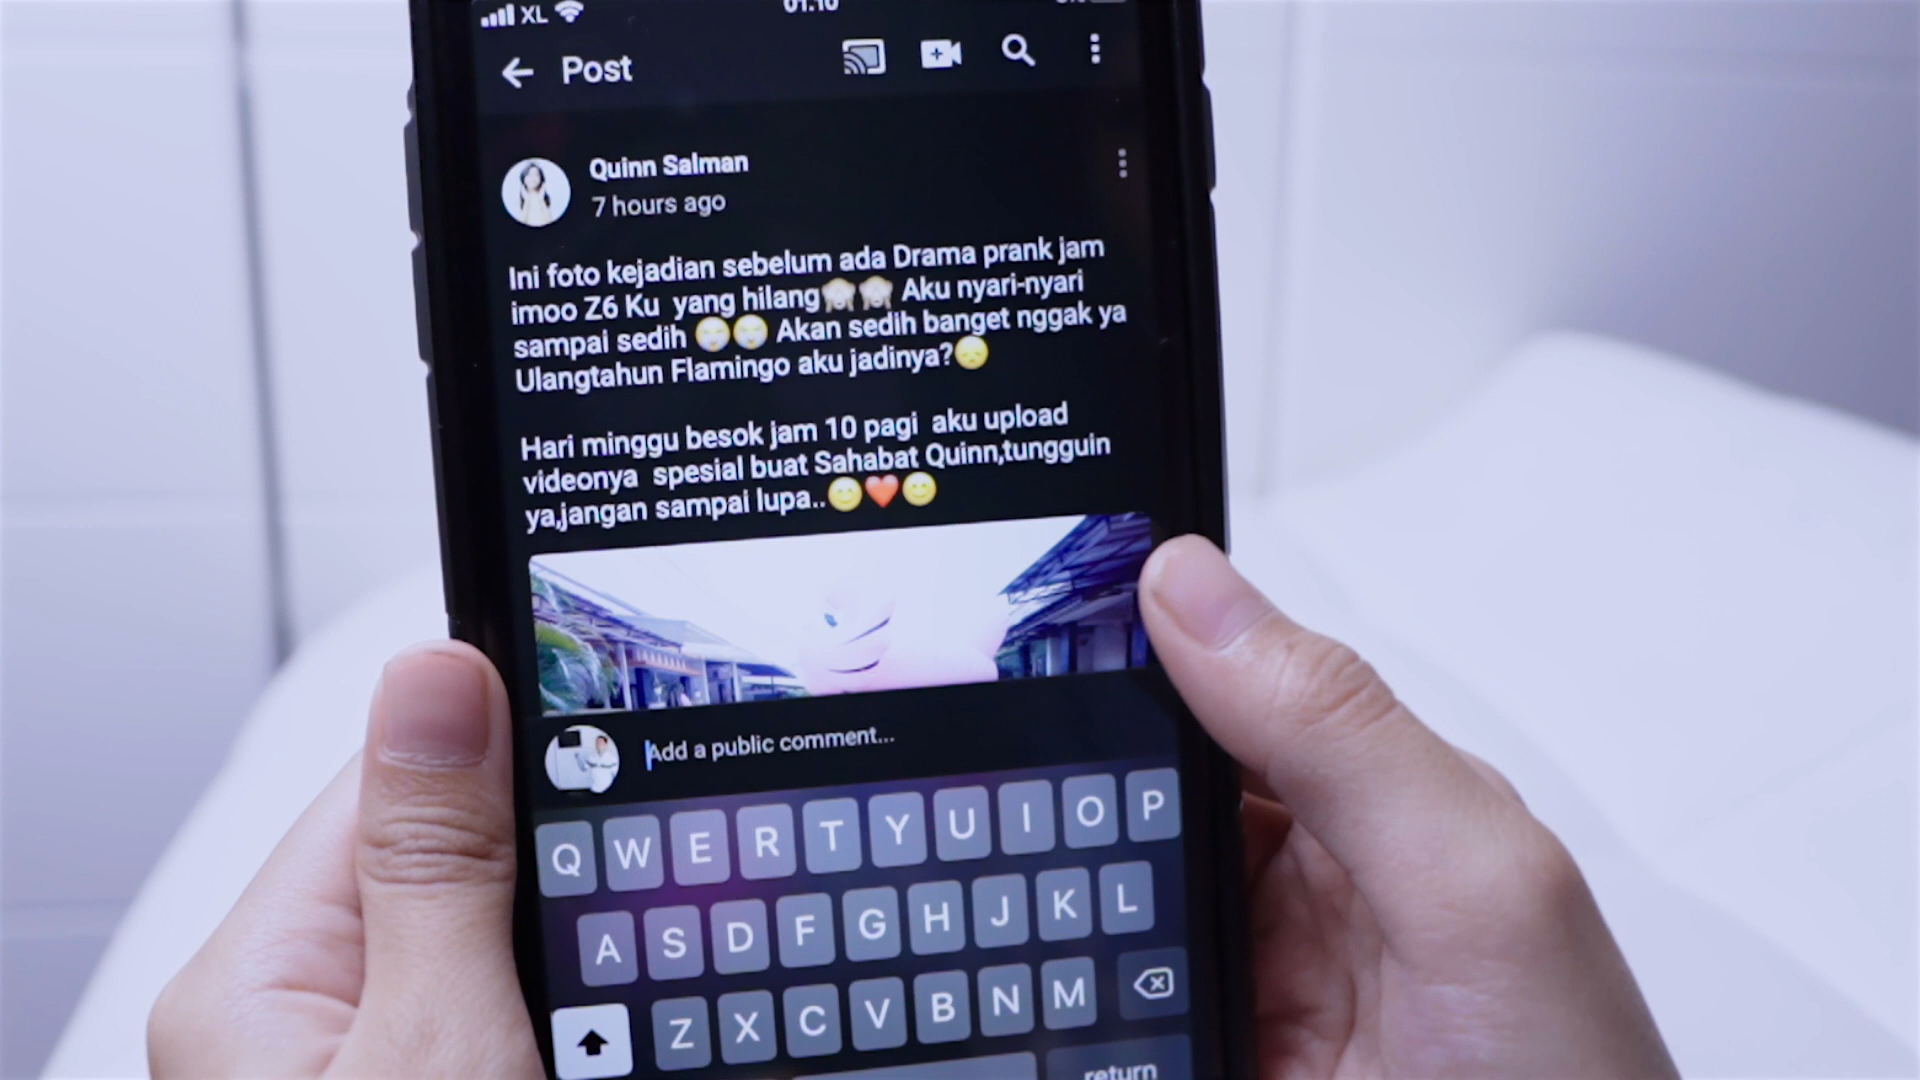 XL
Post
Quinn Salman
7 hours ago
Ini foto kejadian sebelum ada Drama prank jam
imoo Z6 Ku yang hilang🙈🙈 Aku nyari-nyari
sampai sedih 😭😭 Akan sedih banget nggak ya
Ulangtahun Flamingo aku jadinya?😞
Hari minggu besok jam 10 pagi aku upload
videonya spesial buat Sahabat Quinn,tungguin
ya,jangan sampai lupa..😊❤️😊
Add a public comment...
Q W E R T Y U I O P
A S D F G H J K L
Z X C V B N M
return